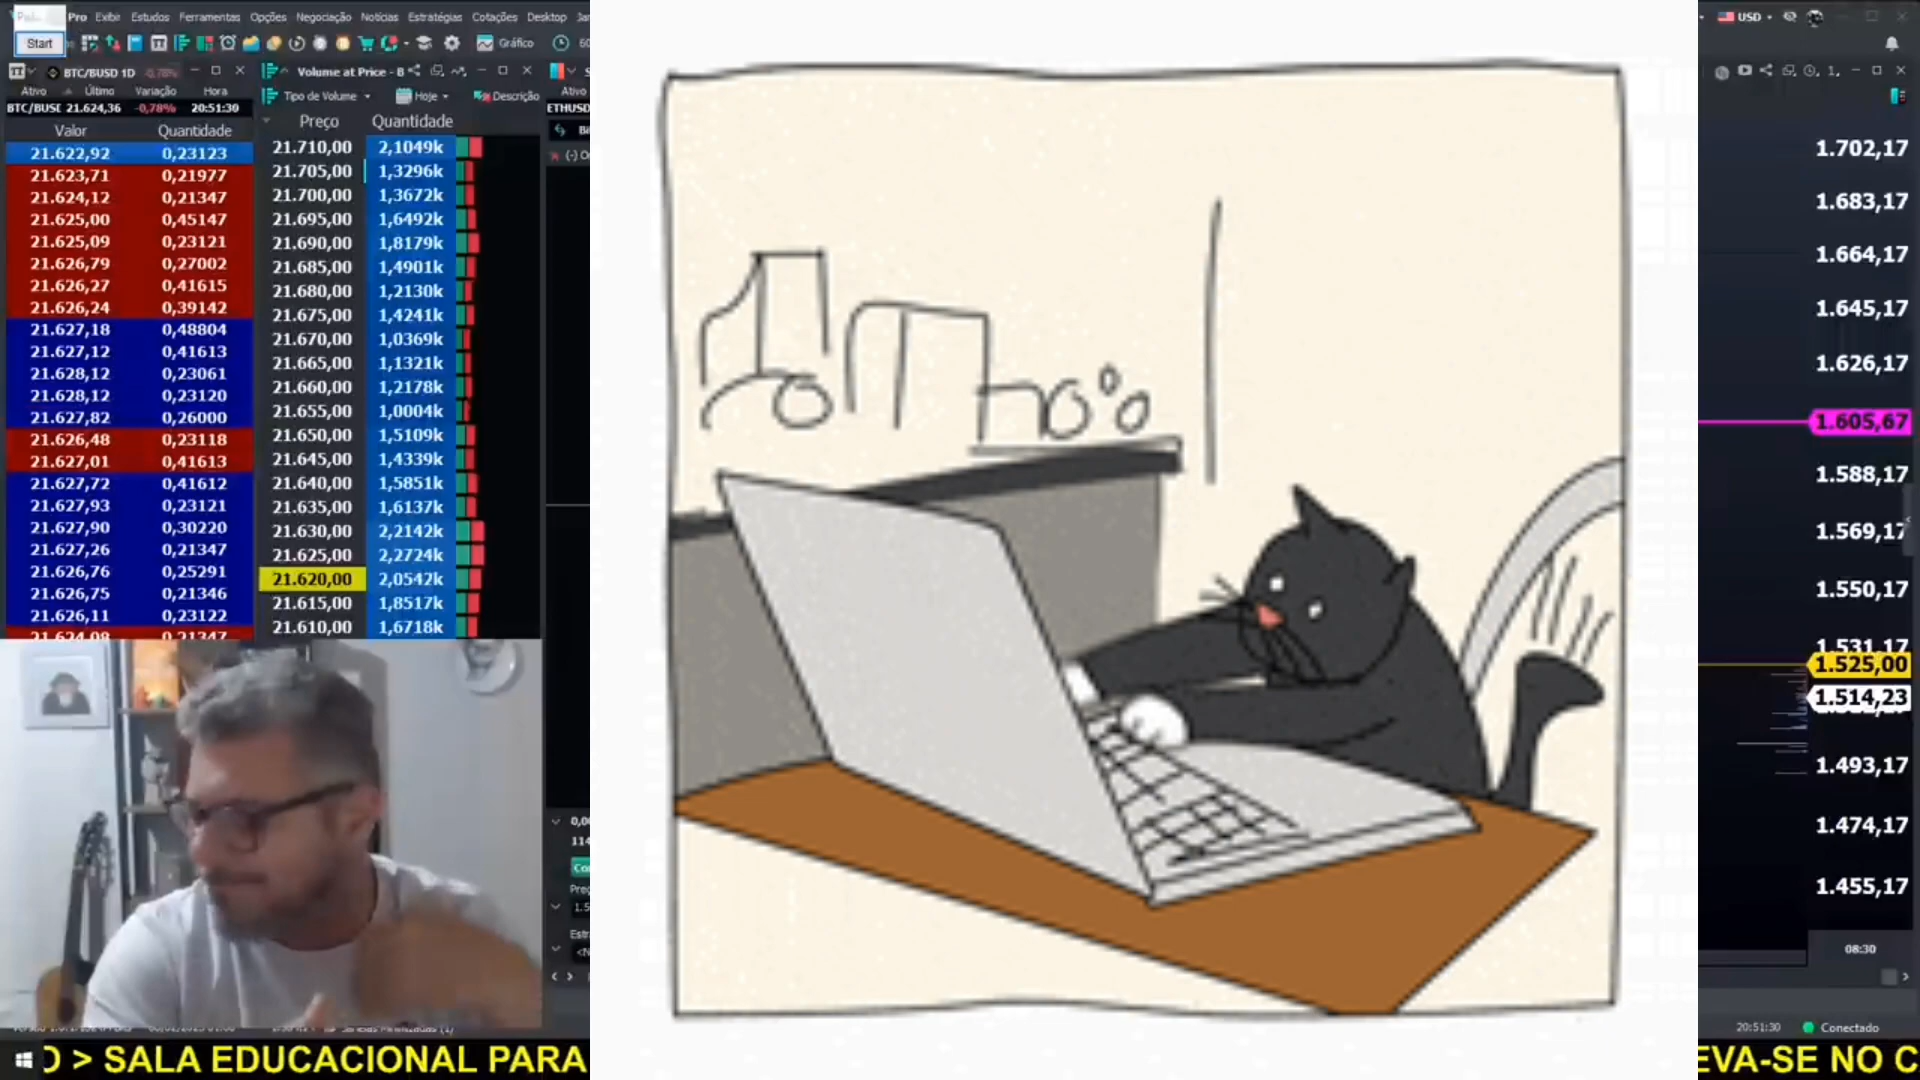 Pro Exibir Estudos Ferramentas Opções Negociação Notícias Estratégias Cotações Desktop
USD
Start
Gráfico
BTC/BUSD 1D -0,78%
Volume at Price - B
Ativo Último Variação Hora
Tipo de Volume Hoje Descrição
Ativo
BTC/BUSD 21.624,36 -0,78% 20:51:30
ETHUSD
Valor Quantidade
Preço Quantidade
21.622,92 0,23123
21.623,71 0,21977
21.624,12 0,21347
21.625,00 0,45147
21.625,09 0,23121
21.626,79 0,27002
21.626,27 0,41615
21.626,24 0,39142
21.627,18 0,48804
21.627,12 0,41613
21.628,12 0,23061
21.628,12 0,23120
21.627,82 0,26000
21.626,48 0,23118
21.627,01 0,41613
21.627,72 0,41612
21.627,93 0,23121
21.627,90 0,30220
21.627,26 0,21347
21.626,76 0,25291
21.626,75 0,21346
21.626,11 0,23122
21.624,08 0,21347
21.710,00 2,1049k
21.705,00 1,3296k
21.700,00 1,3672k
21.695,00 1,6492k
21.690,00 1,8179k
21.685,00 1,4901k
21.680,00 1,2130k
21.675,00 1,4241k
21.670,00 1,0369k
21.665,00 1,1321k
21.660,00 1,2178k
21.655,00 1,0004k
21.650,00 1,5109k
21.645,00 1,4339k
21.640,00 1,5851k
21.635,00 1,6137k
21.630,00 2,2142k
21.625,00 2,2724k
21.620,00 2,0542k
21.615,00 1,8517k
21.610,00 1,6718k
1.702,17
1.683,17
1.664,17
1.645,17
1.626,17
1.605,67
1.588,17
1.569,17
1.550,17
1.531,17
1.525,00
1.514,23
1.493,17
1.474,17
1.455,17
08:30
20:51:30 Conectado
O > SALA EDUCACIONAL PARA
EVA-SE NO C